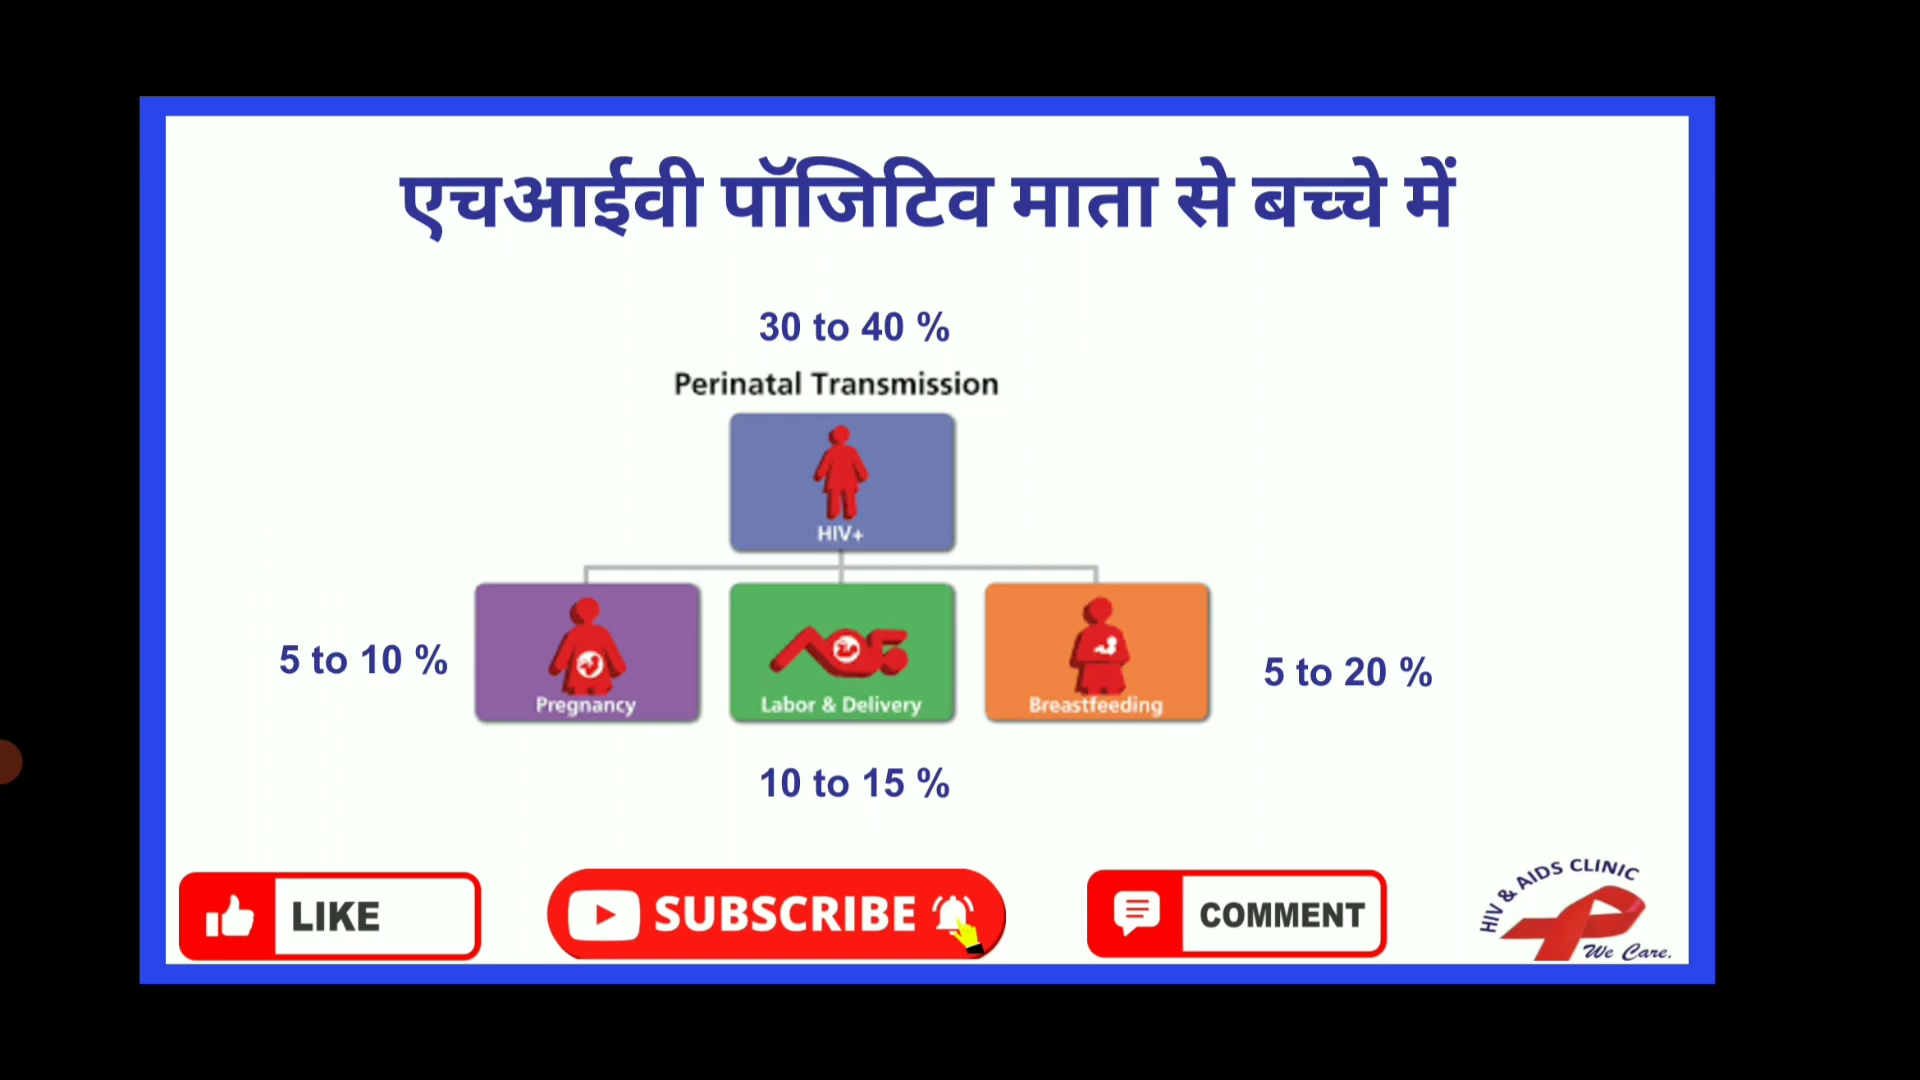 एचआईवी पॉजिटिव माता से बच्चे में
30 to 40 %
Perinatal Transmission
HIV+
5 to 10 %
Pregnancy
Labor & Delivery
Breastfeeding
5 to 20 %
10 to 15 %
LIKE
SUBSCRIBE
COMMENT
HIV & AIDS CLINIC
We Care.